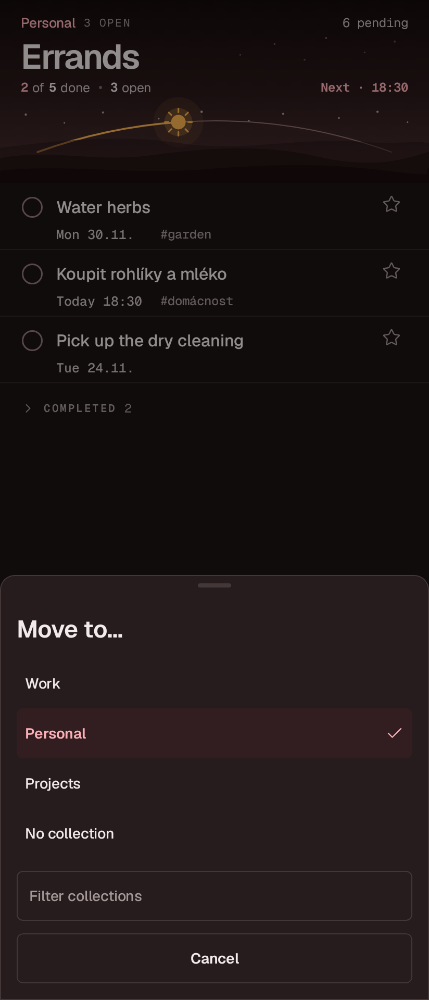 Personal 3 OPEN
6 pending
Errands
2 of 5 done • 3 open
Next · 18:30
Water herbs
Mon 30.11. #garden
Koupit rohlíky a mléko
Today 18:30 #domácnost
Pick up the dry cleaning
Tue 24.11.
COMPLETED 2
Move to...
Work
Personal
Projects
No collection
Filter collections
Cancel